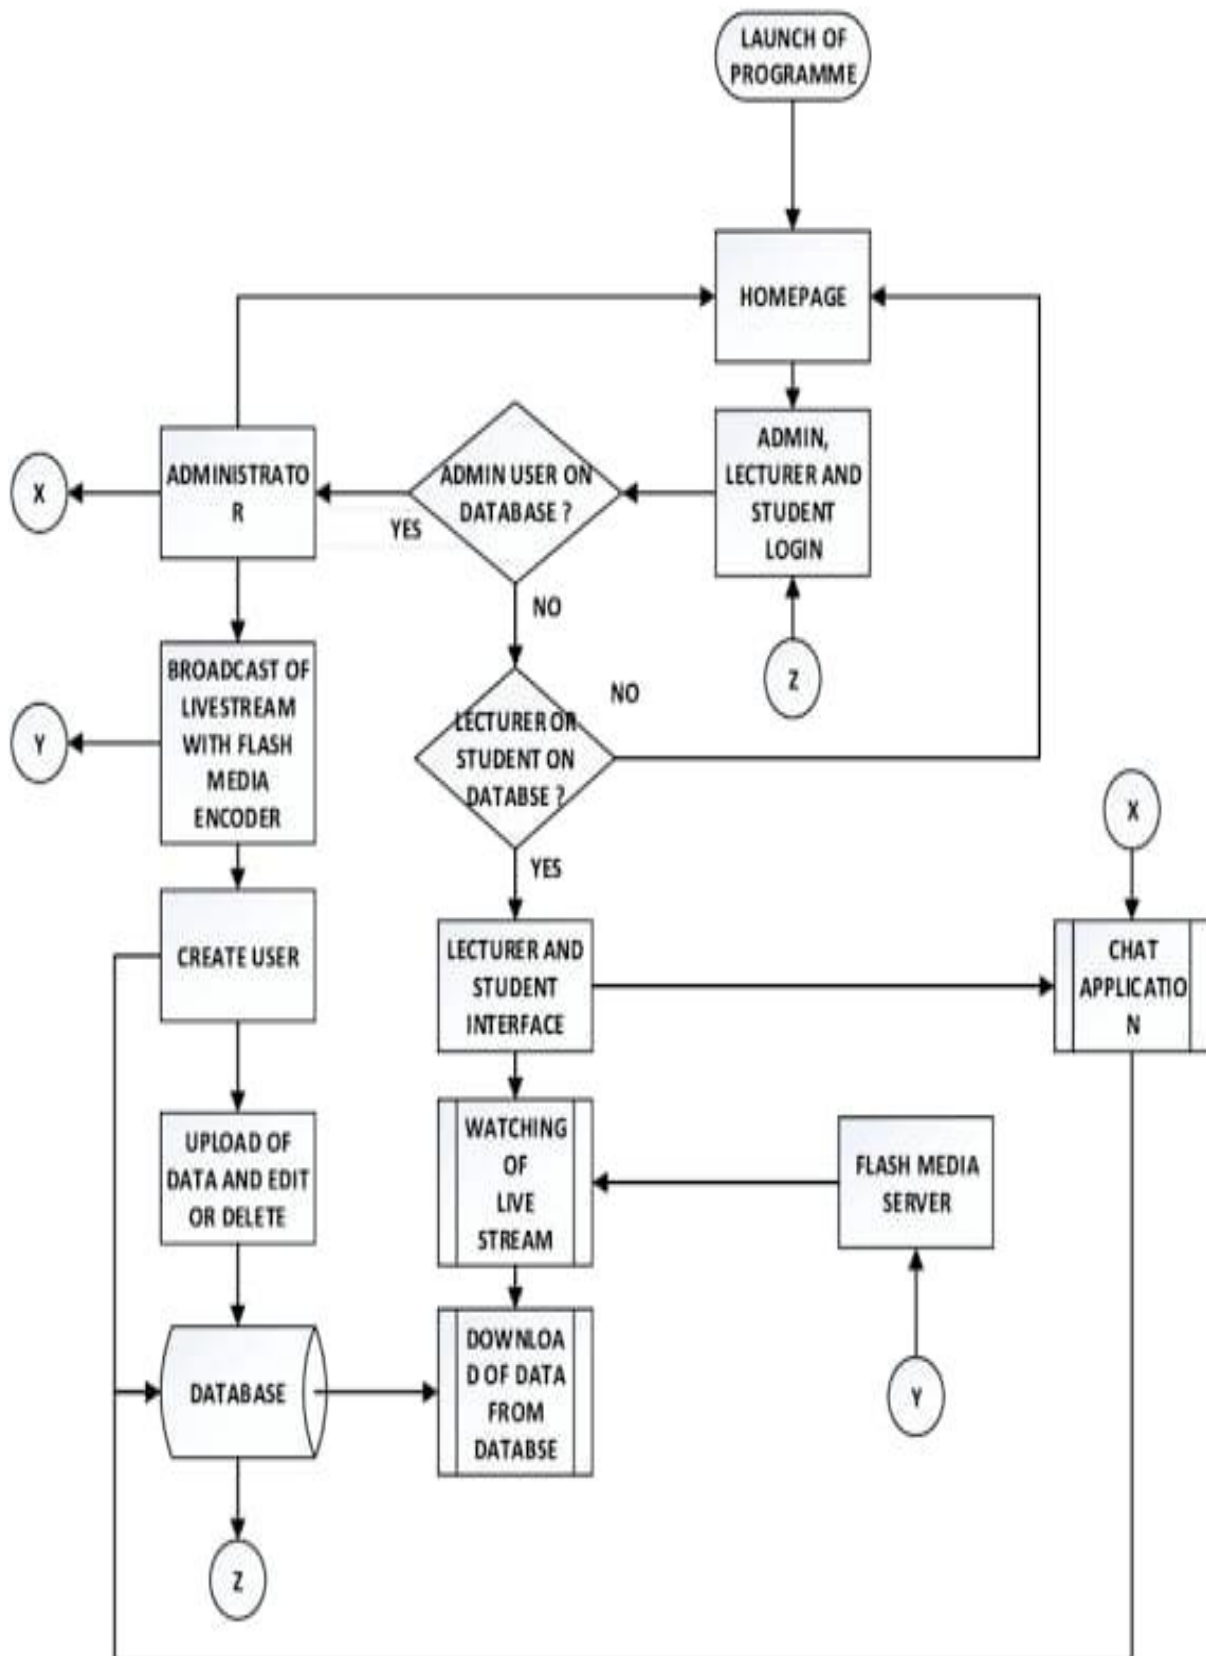 LAUNCH OF
PROGRAMME
HOMEPAGE
ADMIN,
LECTURER AND
STUDENT
LOGIN
ADMIN USER ON
DATABASE ?
YES
NO
ADMINISTRATO
R
X
Z
BROADCAST OF
LIVESTREAM
WITH FLASH
MEDIA
ENCODER
Y
LECTURER OR
STUDENT ON
DATABSE ?
NO
YES
X
CREATE USER
LECTURER AND
STUDENT
INTERFACE
CHAT
APPLICATIO
N
UPLOAD OF
DATA AND EDIT
OR DELETE
WATCHING
OF
LIVE
STREAM
FLASH MEDIA
SERVER
DATABASE
DOWNLOA
D OF DATA
FROM
DATABSE
Y
Z